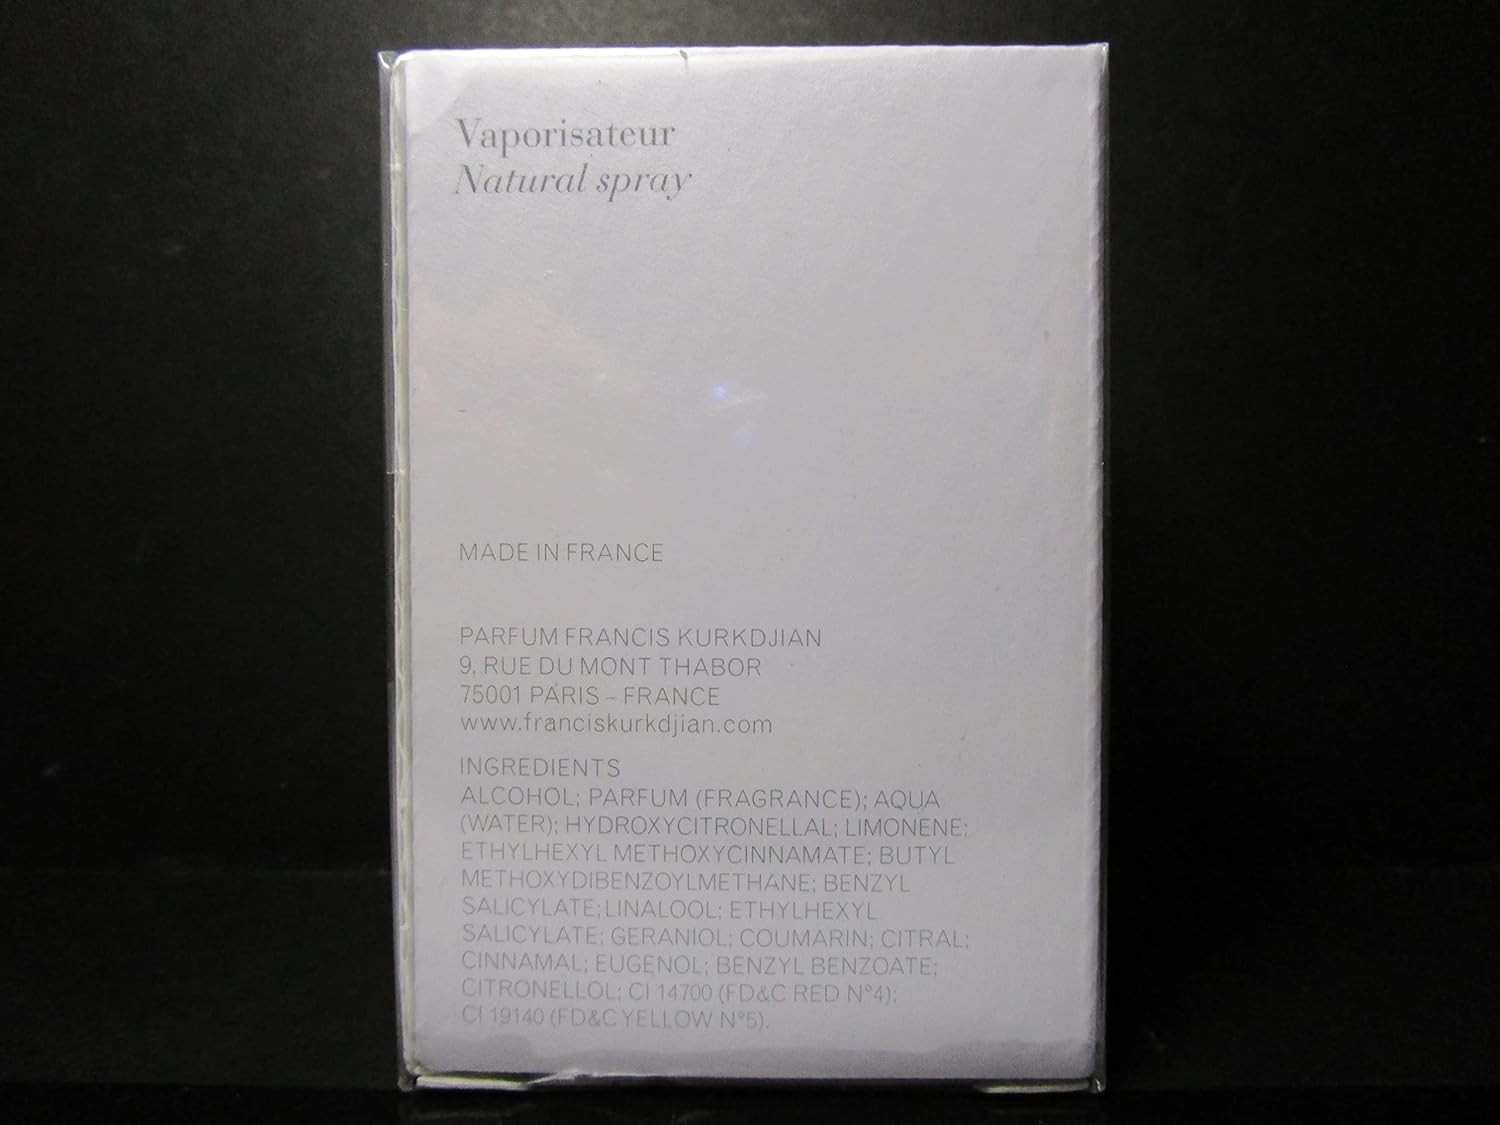 Vaporisateur
Natural spray
MADE IN FRANCE
PARFUM FRANCIS KURKDJIAN
9, RUE DU MONT THABOR
75001 PARIS – FRANCE
www.franciskurkdjian.com
INGREDIENTS
ALCOHOL; PARFUM (FRAGRANCE); AQUA
(WATER); HYDROXYCITRONELLAL; LIMONENE;
ETHYLHEXYL METHOXYCINNAMATE; BUTYL
METHOXYDIBENZOYLMETHANE; BENZYL
SALICYLATE; LINALOOL; ETHYLHEXYL
SALICYLATE; GERANIOL; COUMARIN; CITRAL;
CINNAMAL; EUGENOL; BENZYL BENZOATE;
CITRONELLOL; CI 14700 (FD&C RED N°4);
CI 19140 (FD&C YELLOW N°5).